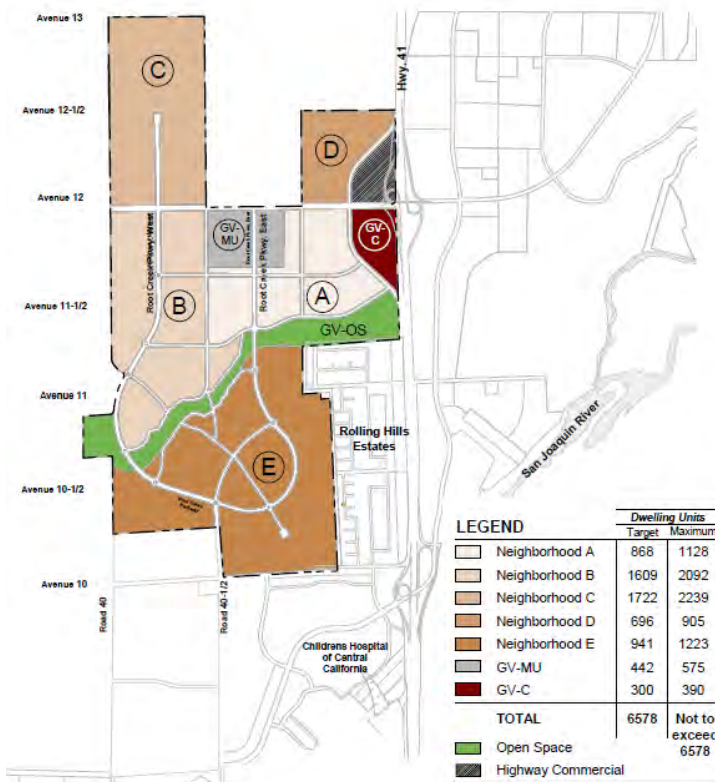 Avenue 13
Hwy. 41
C
Avenue 12-1/2
D
Avenue 12
GV-
MU
GV-
C
Root Creek Pkwy. West
Root Creek Pkwy. East
B
A
Avenue 11-1/2
GV-OS
Avenue 11
Rolling Hills
Estates
San Joaquin River
E
Avenue 10-1/2
Avenue 10
Road 40
Road 40-1/2
Childrens Hospital
of Central
California
LEGEND
Dwelling Units
Target Maximum
Neighborhood A 868 1128
Neighborhood B 1609 2092
Neighborhood C 1722 2239
Neighborhood D 696 905
Neighborhood E 941 1223
GV-MU 442 575
GV-C 300 390
TOTAL 6578 Not to
exceed
6578
Open Space
Highway Commercial